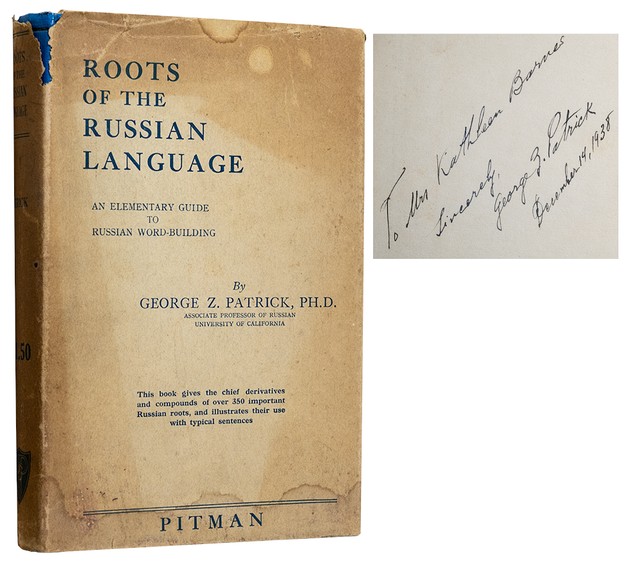 ROOTS
OF THE
RUSSIAN
LANGUAGE
AN ELEMENTARY GUIDE
TO
RUSSIAN WORD-BUILDING
By
GEORGE Z. PATRICK, PH.D.
ASSOCIATE PROFESSOR OF RUSSIAN
UNIVERSITY OF CALIFORNIA
This book gives the chief derivatives
and compounds of over 350 important
Russian roots, and illustrates their use
with typical sentences
PITMAN
.50
To Mrs Kathleen Barnes
Sincerely,
George Z. Patrick
December 19, 1938